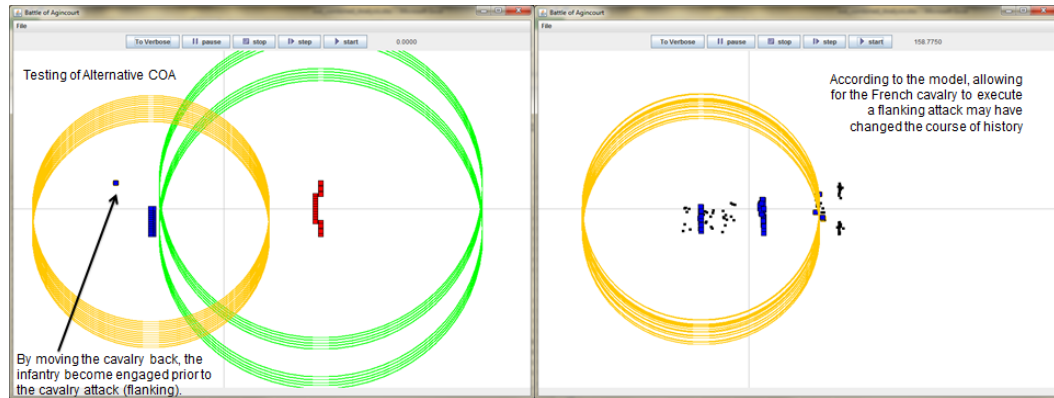 Battle of Agincourt
File
To Verbose pause stop step start 0.0000
Testing of Alternative COA
By moving the cavalry back, the
infantry become engaged prior to
the cavalry attack (flanking).
Battle of Agincourt
File
To Verbose pause stop step start 158.7750
According to the model, allowing
for the French cavalry to execute
a flanking attack may have
changed the course of history